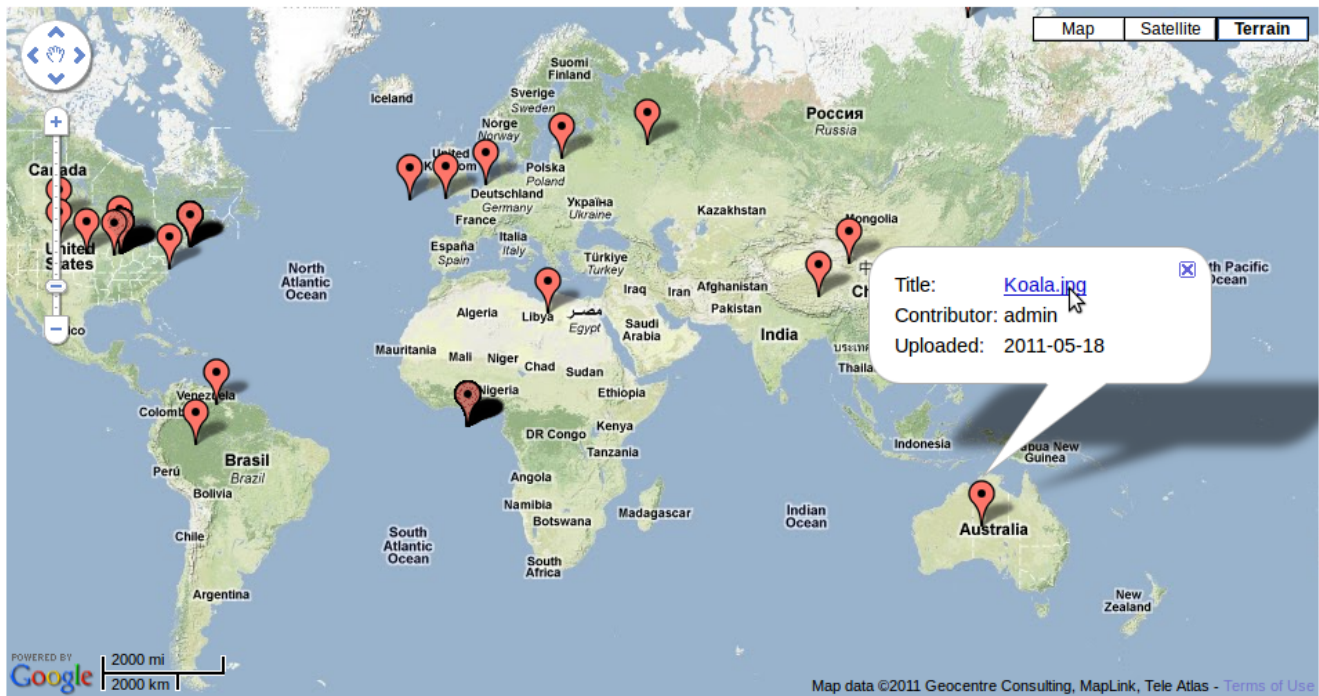 Map
Satellite
Terrain
Suomi
Finland
Iceland
Sverige
Sweden
Россия
Russia
Norge
Norway
United
Polska
Poland
Canada
Deutschland
Germany
Україна
Ukraine
Kazakhstan
Mongolia
France
Italia
Italy
España
Spain
Türkiye
Turkey
United
States
North
Atlantic
Ocean
Iraq
Iran
Afghanistan
Pakistan
Title: Koala.jpg
Contributor: admin
Uploaded: 2011-05-18
Pacific
Ocean
Algeria
Libya
مصر
Egypt
Saudi
Arabia
India
Mauritania
Mali
Niger
Chad
Sudan
Nigeria
Ethiopia
Venezuela
DR Congo
Kenya
Tanzania
Indonesia
New
Guinea
Brasil
Brazil
Perú
Bolivia
Angola
Namibia
Botswana
Madagascar
Indian
Ocean
Australia
Chile
South
Atlantic
Ocean
South
Africa
Argentina
New
Zealand
POWERED BY
Google
2000 mi
2000 km
Map data ©2011 Geocentre Consulting, MapLink, Tele Atlas - Terms of Use